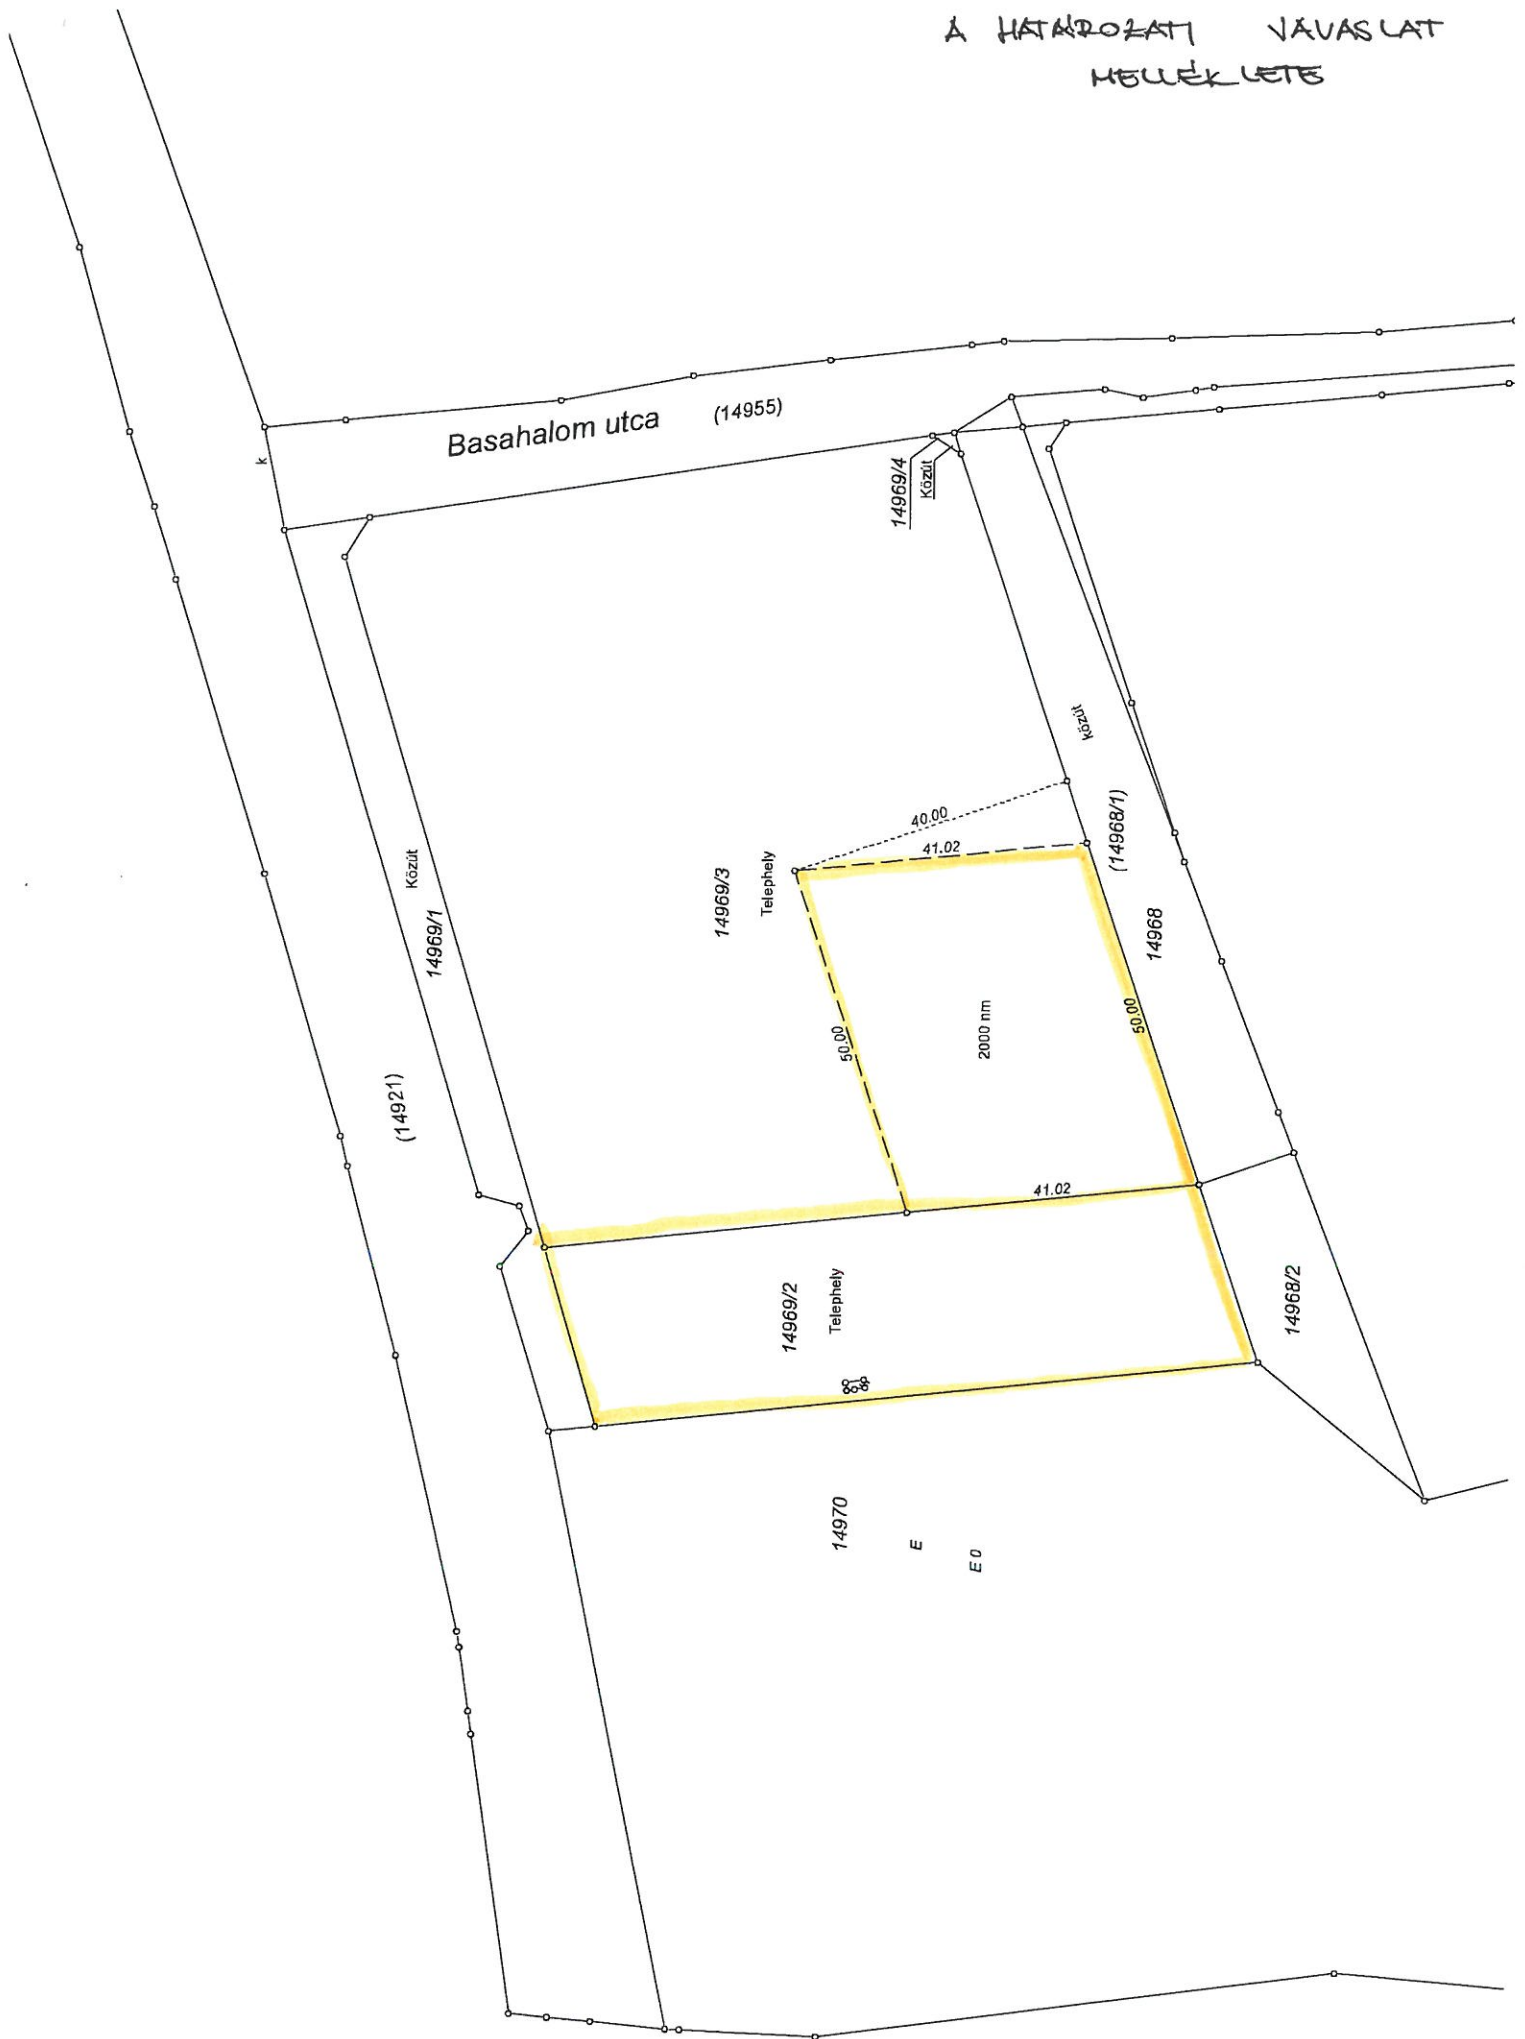 A HATÁROZATI JAVASLAT
MELLÉKLETE
k
Basahalom utca (14955)
14969/4
Közút
közút
(14968/1)
14968
40.00
41.02
14969/3
Telephely
Közút
14969/1
50.00
2000 nm
50.00
(14921)
41.02
14969/2
Telephely
14968/2
14970
E
E 0